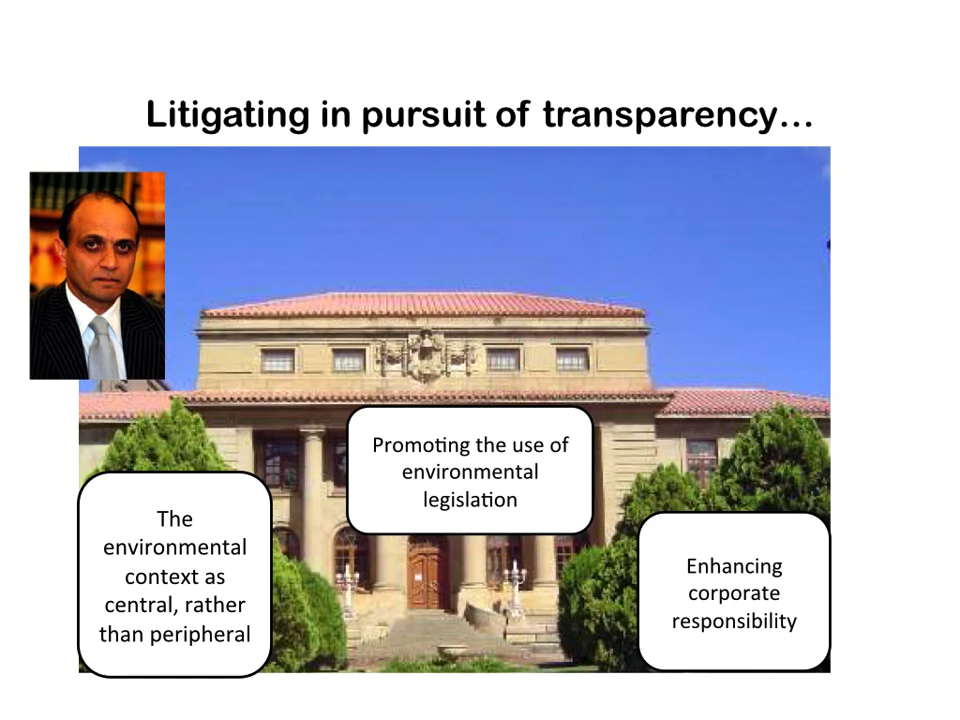 Litigating in pursuit of transparency…
Promoting the use of
environmental
legislation
The
environmental
context as
central, rather
than peripheral
Enhancing
corporate
responsibility